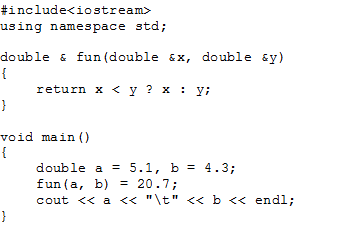 #include<iostream>
using namespace std;

double & fun(double &x, double &y)
{
    return x < y ? x : y;
}

void main()
{
    double a = 5.1, b = 4.3;
    fun(a, b) = 20.7;
    cout << a << "\t" << b << endl;
}